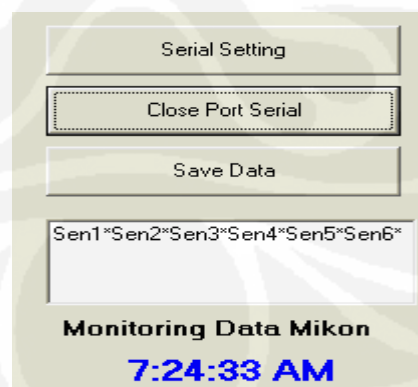 Serial Setting
Close Port Serial
Save Data
Sen1*Sen2*Sen3*Sen4*Sen5*Sen6*
Monitoring Data Mikon
7:24:33 AM